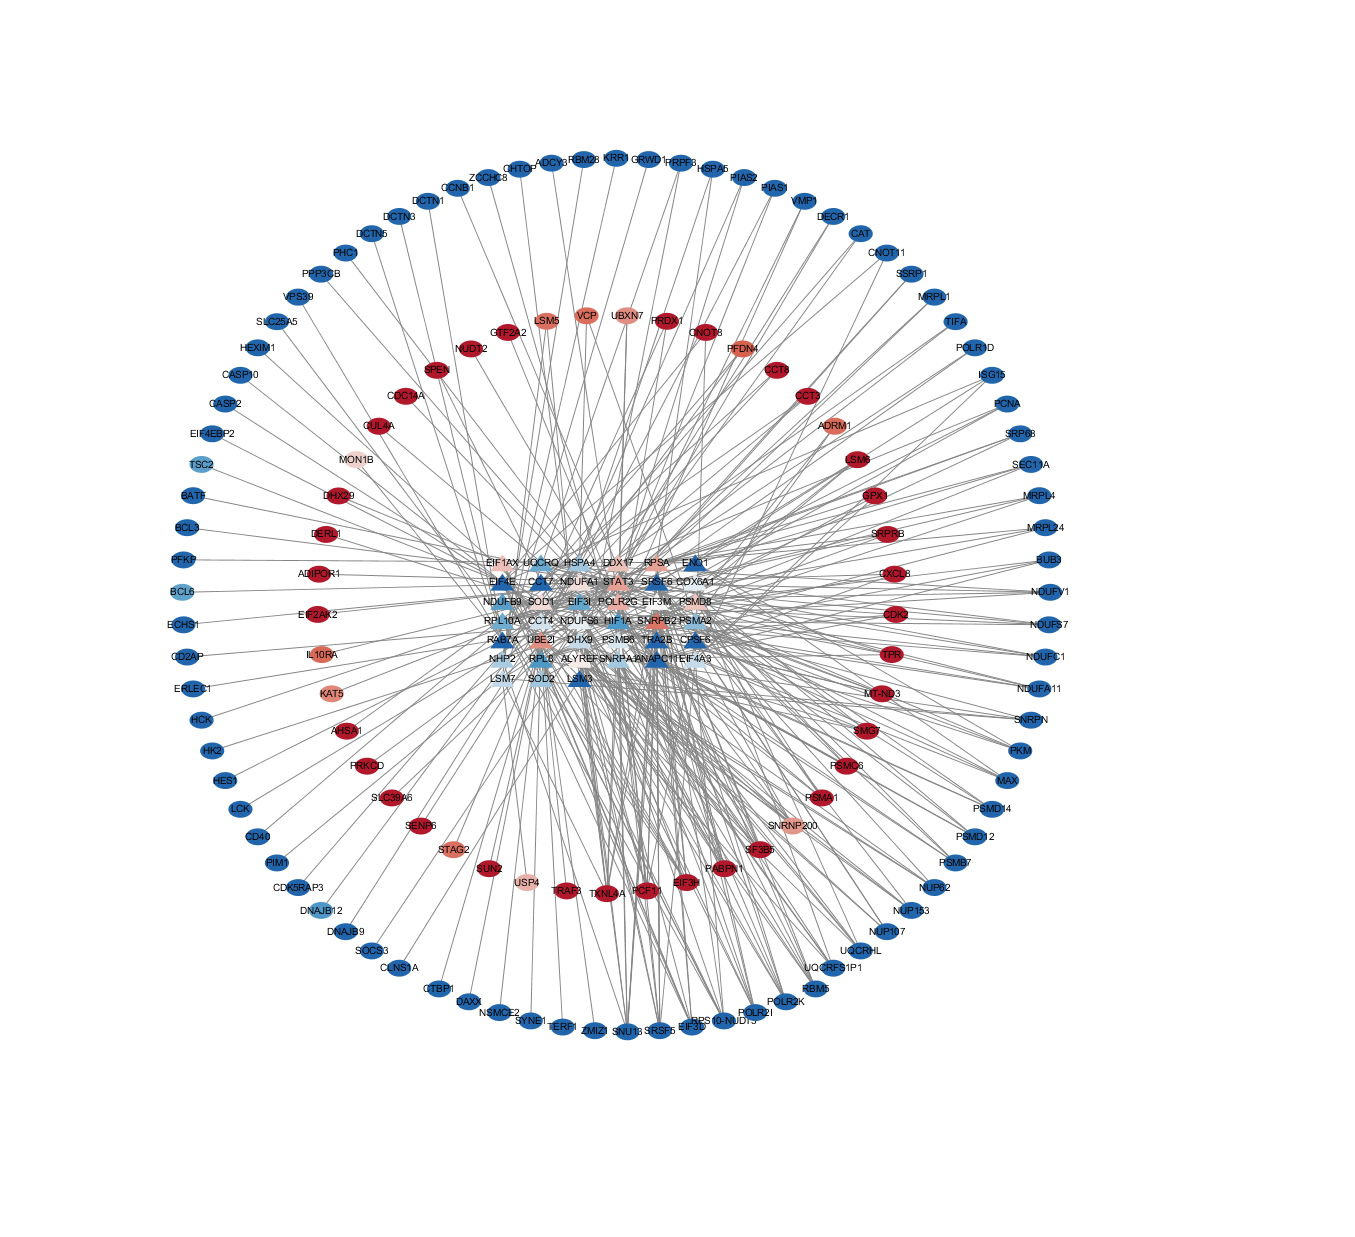 KRR1
RBM28
GRWD1
ADCY3
PRPF3
CHTOP
HSPA5
ZCCHC8
PIAS2
CCNB1
PIAS1
DCTN1
VMP1
DCTN3
DECR1
DCTN5
CAT
PHC1
CNOT11
PPP3CB
SSRP1
VPS39
MRPL1
SLC25A5
TIFA
HEXIM1
POLR1D
CASP10
ISG15
CASP2
PCNA
EIF4EBP2
SRP68
TSC2
SEC11A
BATF
MRPL4
BCL3
MRPL24
PFKP
BUB3
BCL6
NDUFV1
ECHS1
NDUFS7
CD2AP
NDUFC1
ERLEC1
NDUFA11
HCK
SNRPN
HK2
PKM
HES1
MAX
LCK
PSMD14
CD40
PSMD12
PIM1
PSMB7
CDK5RAP3
NUP62
DNAJB12
NUP153
DNAJB9
NUP107
SOCS3
UQCRHL
CLNS1A
UQCRFS1P1
CTBP1
RBM5
DAXX
POLR2K
NSMCE2
POLR2I
SYNE1
RPS10-NUDT3
TERF1
EIF3D
ZMIZ1
SRSF5
SNU13
VCP
UBXN7
LSM5
PRDX1
GTF2A2
CNOT8
NUDT2
PFDN4
SPEN
CCT8
CDC14A
CCT3
CUL4A
ADRM1
MON1B
LSM6
DHX29
GPX1
DERL1
SRPRB
ADIPOR1
CXCL8
EIF2AK2
CDK2
IL10RA
TPR
KAT5
MT-ND3
AHSA1
SMG7
PRKCD
PSMC6
SLC39A6
PSMA1
SENP6
SNRNP200
STAG2
SF3B5
SUN2
PABPN1
USP4
EIF3H
TRAF3
PCF11
TXNL4A
EIF1AX UQCRQ HSPA4 DDX17 RPSA ENO1
EIF4E CCT7 NDUFA1 STAT3 SRSF6 COX6A1
NDUFB9 SOD1 EIF3I POLR2G EIF3M PSMD8
RPL10A CCT4 NDUFS6 HIF1A SNRPB2 PSMA2
RAB7A UBE2I DHX9 PSMB6 TRA2B CPSF6
NHP2 RPL8 ALYREF SNRPA1 ANAPC11 EIF4A3
LSM7 SOD2 LSM3